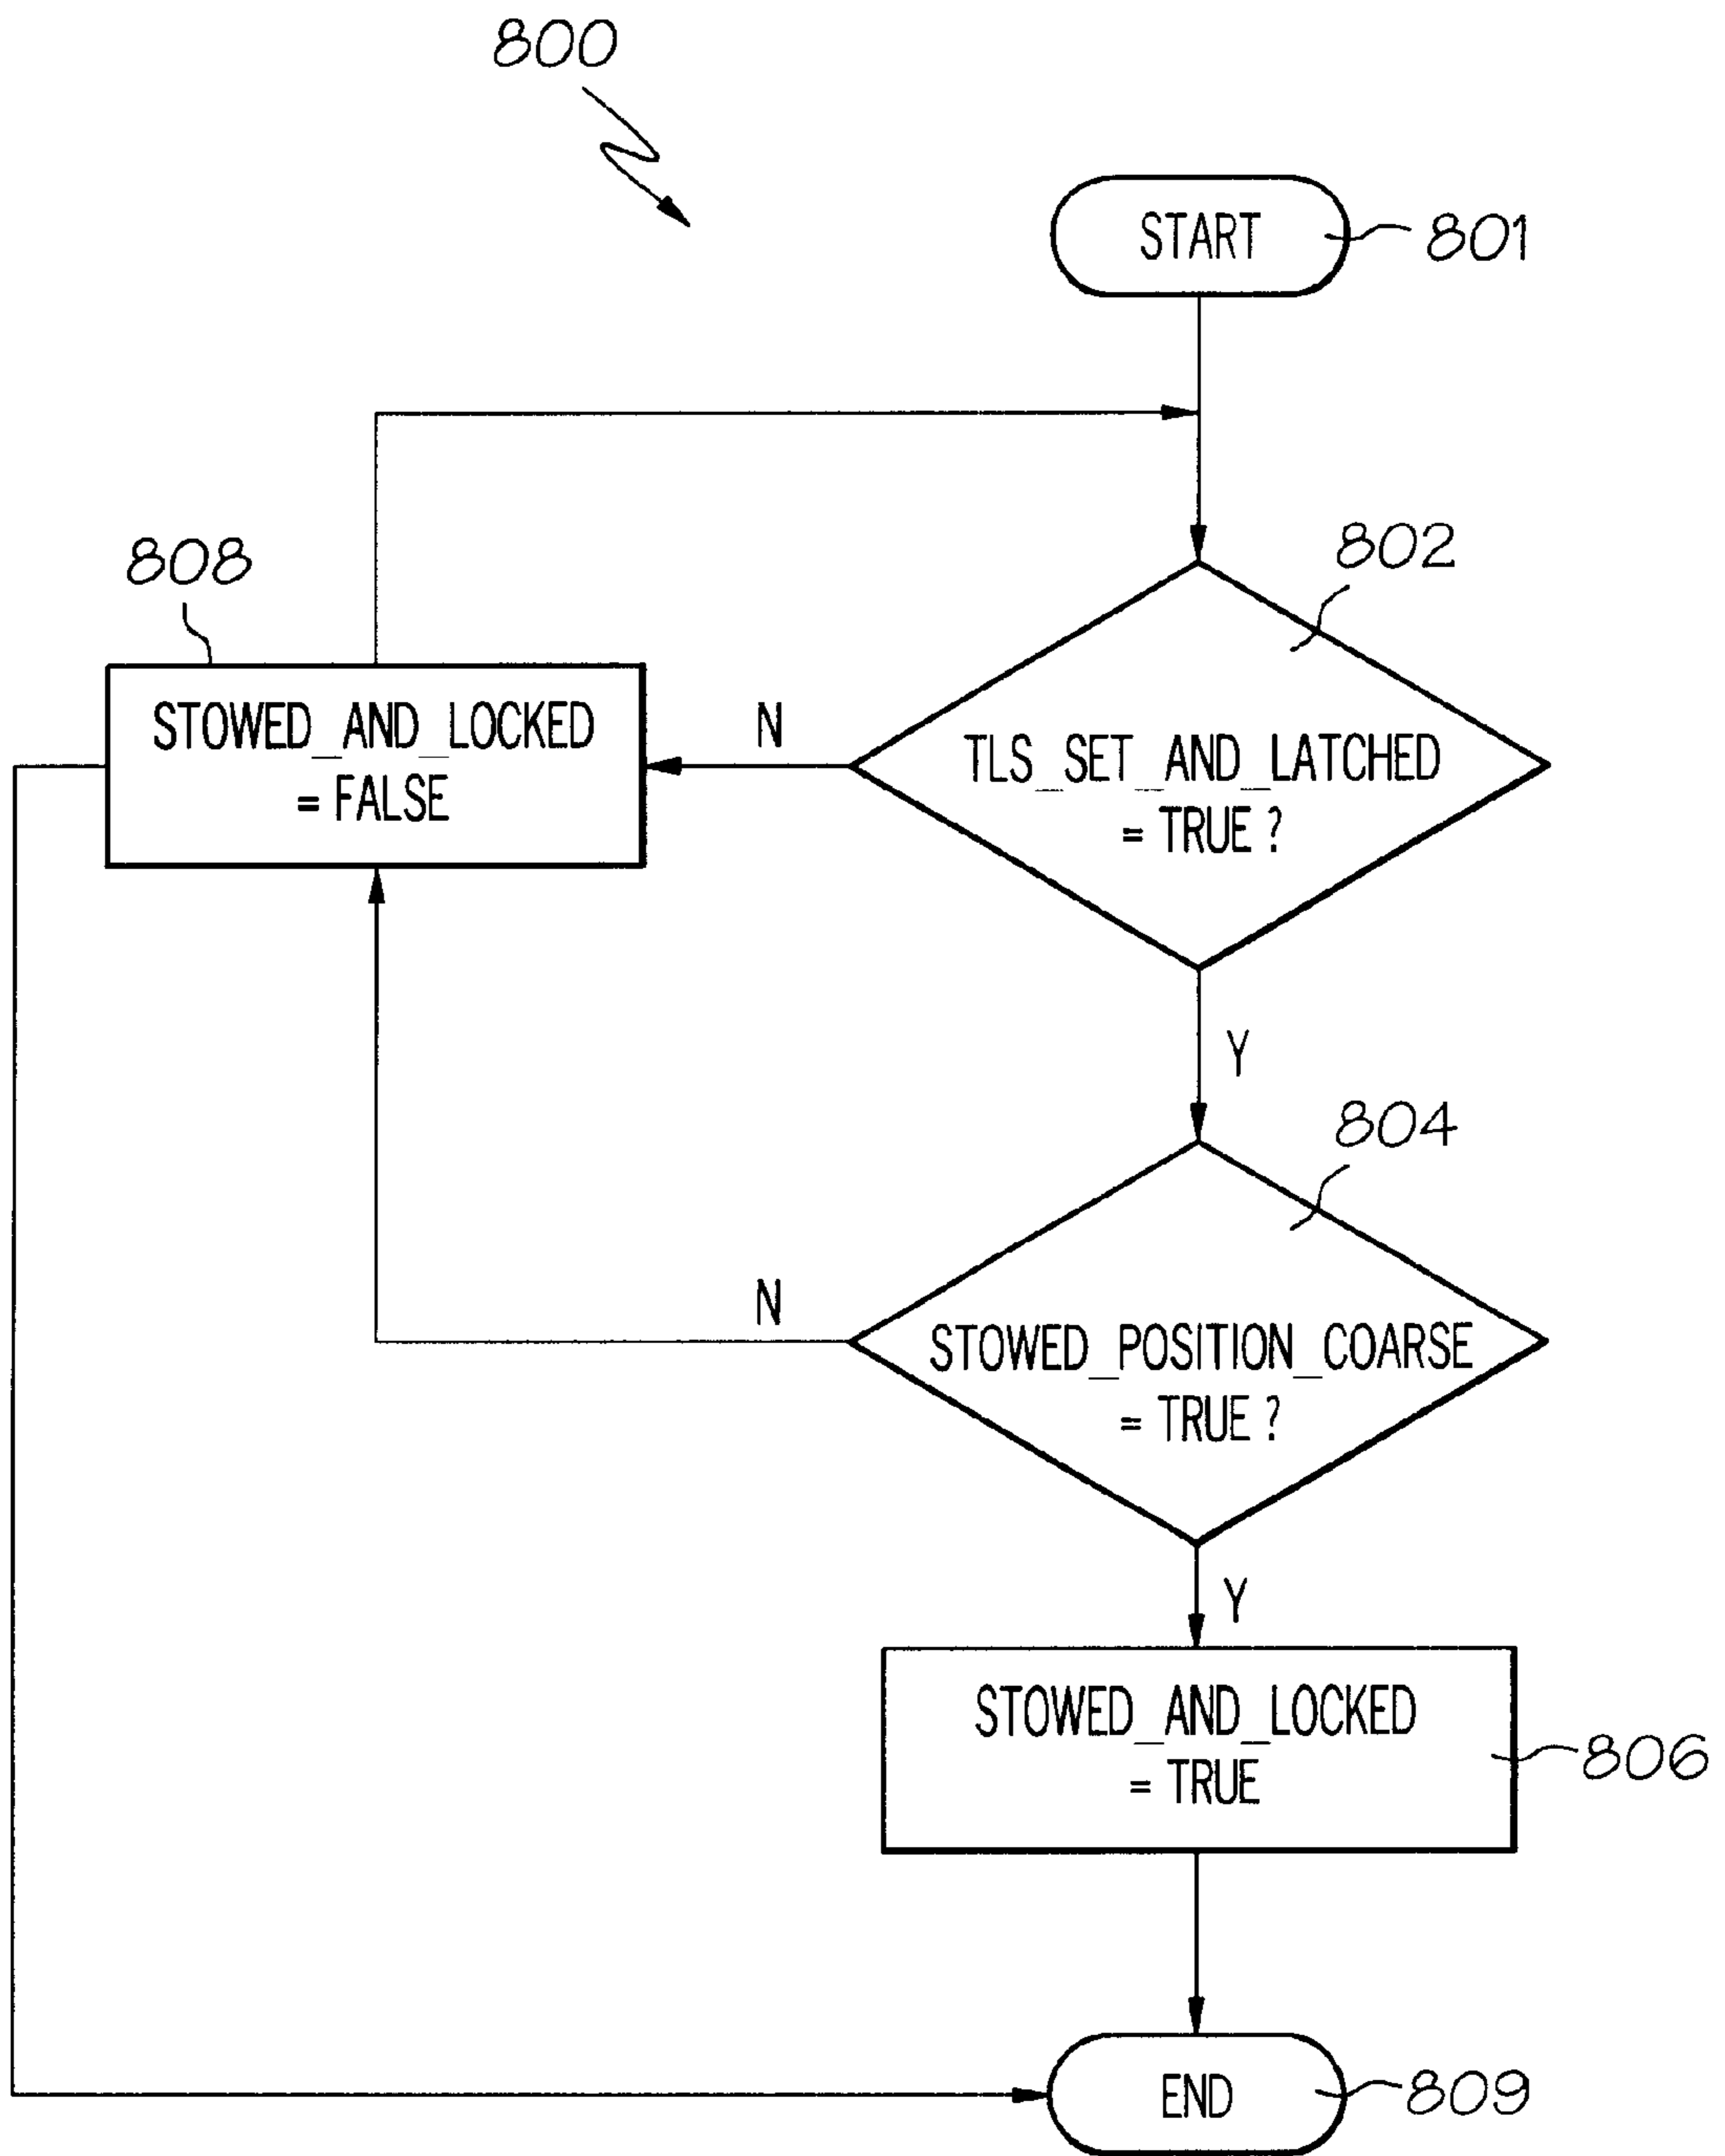 800
START
801
802
808
STOWED_AND_LOCKED
= FALSE
N
TLS_SET_AND_LATCHED
= TRUE ?
Y
804
N
STOWED_POSITION_COARSE
= TRUE ?
Y
STOWED_AND_LOCKED
= TRUE
806
END
809